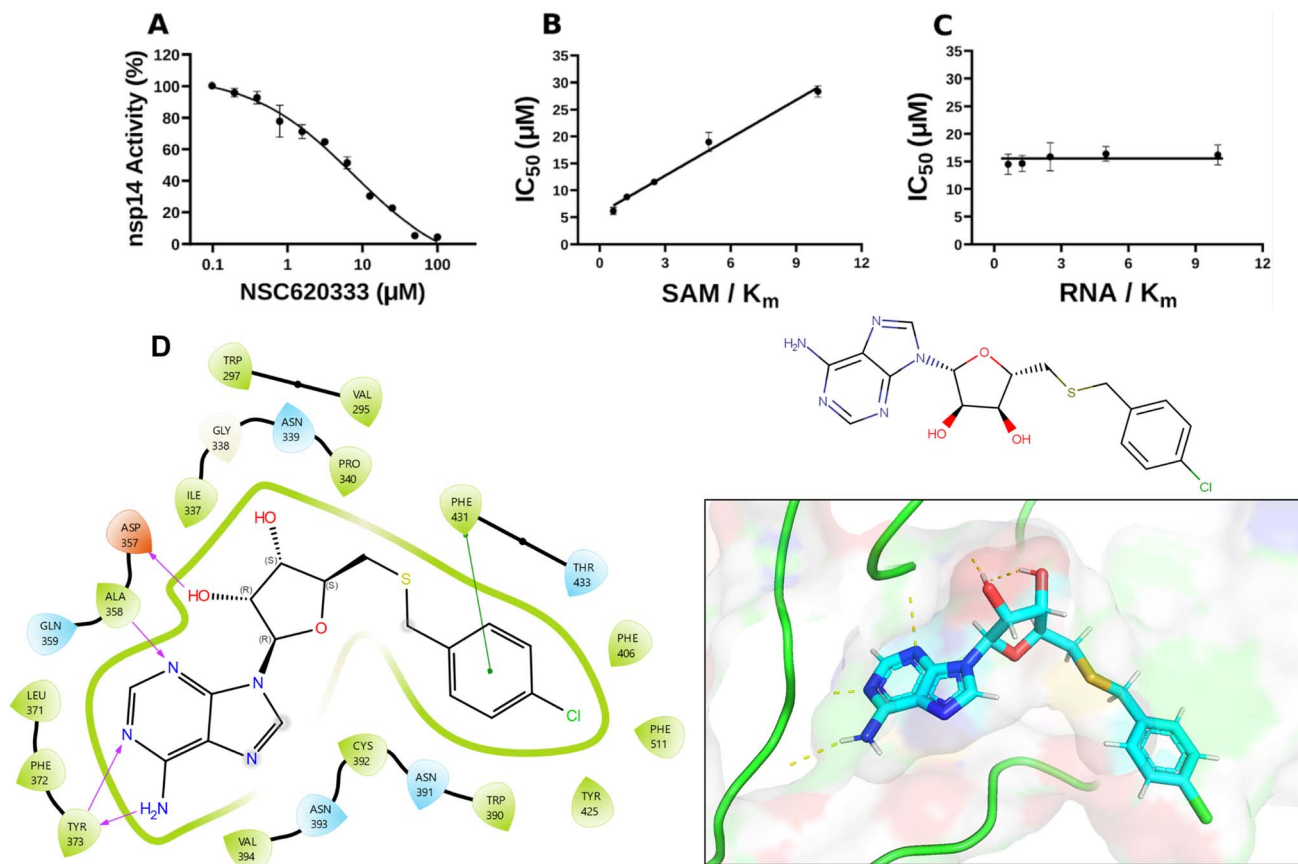 A
nsp14 Activity (%)
120
100
80
60
40
20
0
0.1 1 10 100
NSC620333 (µM)
B
IC50 (µM)
35
30
25
20
15
10
5
0
0 3 6 9 12
SAM / Km
C
IC50 (µM)
35
30
25
20
15
10
5
0
0 3 6 9 12
RNA / Km
D
TRP
297
VAL
295
GLY
338
ASN
339
PRO
340
ILE
337
ASP
357
ALA
358
GLN
359
LEU
371
PHE
372
TYR
373
VAL
394
ASN
393
CYS
392
ASN
391
TRP
390
TYR
425
PHE
511
PHE
406
THR
433
PHE
431
HO
HO
(S)
(S)
(R)
(R)
O
S
N
N
N
N
H2N
Cl
H2N
N
N
N
N
O
HO
OH
S
Cl